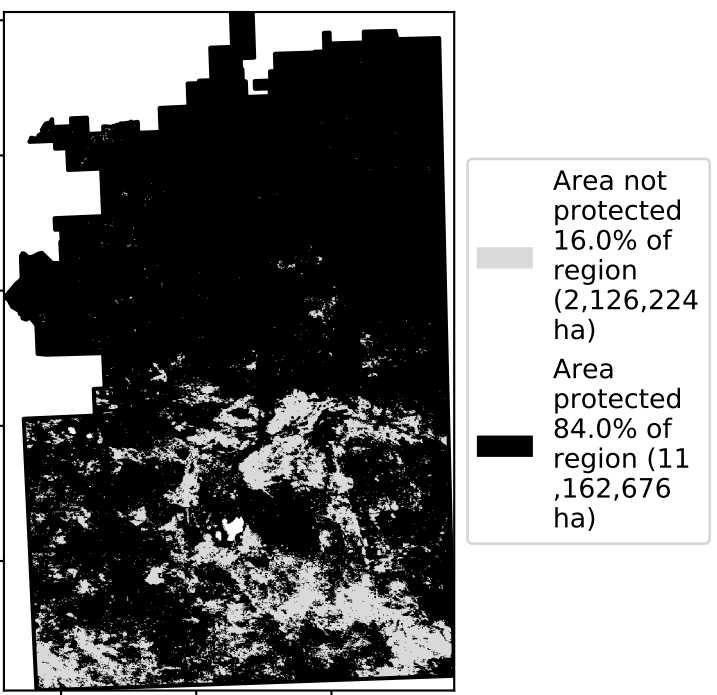 Area not
protected
16.0% of
region
(2,126,224
ha)
Area
protected
84.0% of
region (11
,162,676
ha)